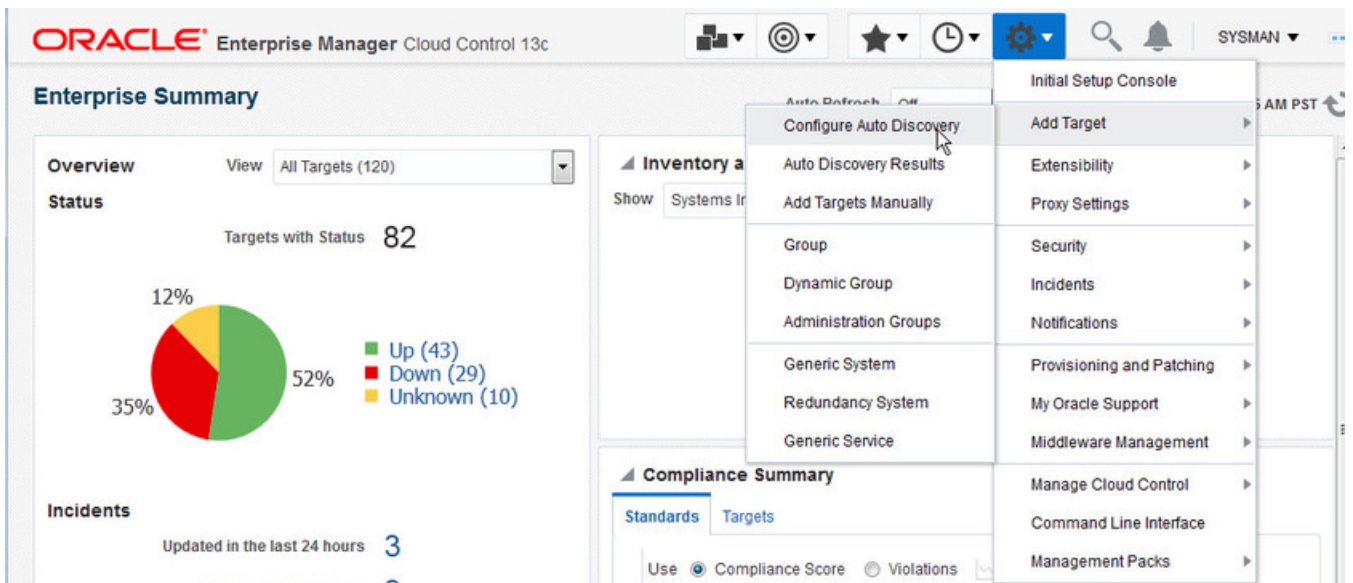 ORACLE Enterprise Manager Cloud Control 13c
SYSMAN
Enterprise Summary
Auto Refresh Off
AM PST
Overview
View All Targets (120)
Status
Targets with Status 82
12%
52%
35%
Up (43)
Down (29)
Unknown (10)
Incidents
Updated in the last 24 hours 3
Inventory a
Show Systems In
Compliance Summary
Standards Targets
Use Compliance Score Violations
Configure Auto Discovery
Auto Discovery Results
Add Targets Manually
Group
Dynamic Group
Administration Groups
Generic System
Redundancy System
Generic Service
Initial Setup Console
Add Target
Extensibility
Proxy Settings
Security
Incidents
Notifications
Provisioning and Patching
My Oracle Support
Middleware Management
Manage Cloud Control
Command Line Interface
Management Packs